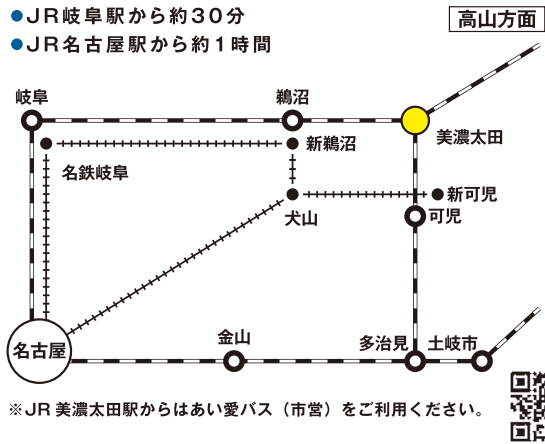 ●JR岐阜駅から約30分
●JR名古屋駅から約1時間
高山方面
岐阜
鵜沼
美濃太田
新鵜沼
名鉄岐阜
新可児
犬山
可児
名古屋
金山
多治見
土岐市
※JR美濃太田駅からはあい愛バス（市営）をご利用ください。